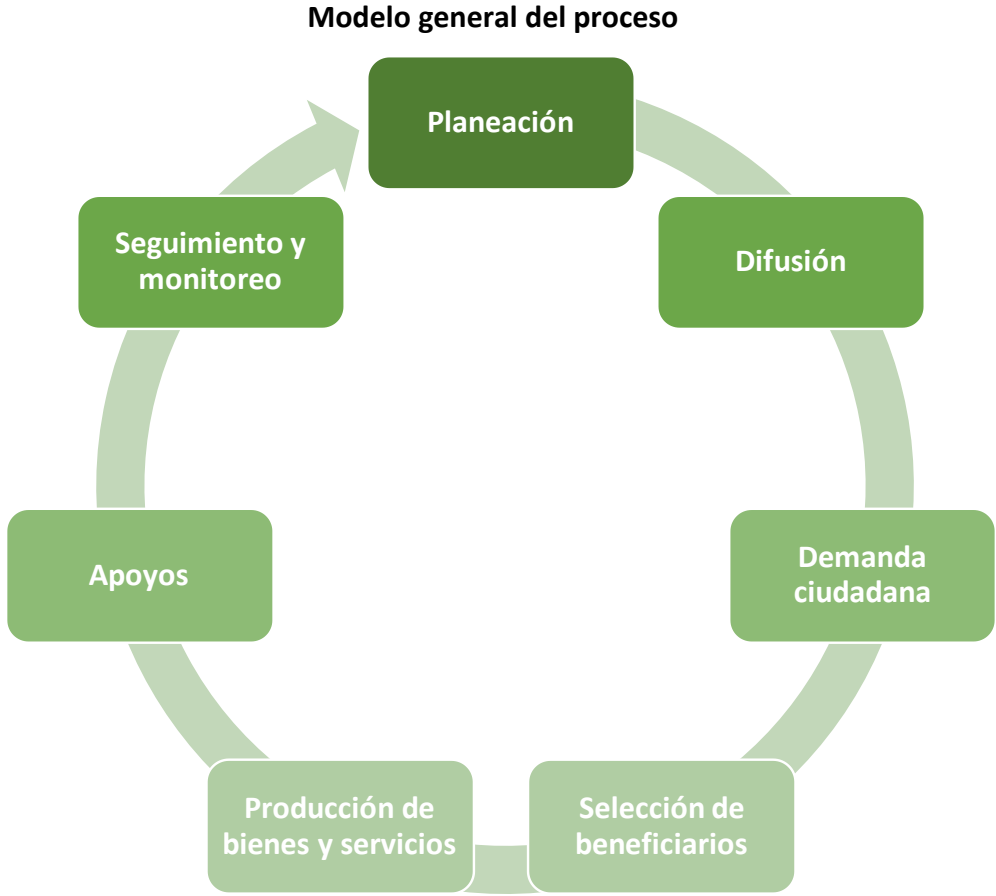 Modelo general del proceso
Planeación
Difusión
Demanda
ciudadana
Selección de
beneficiarios
Producción de
bienes y servicios
Apoyos
Seguimiento y
monitoreo